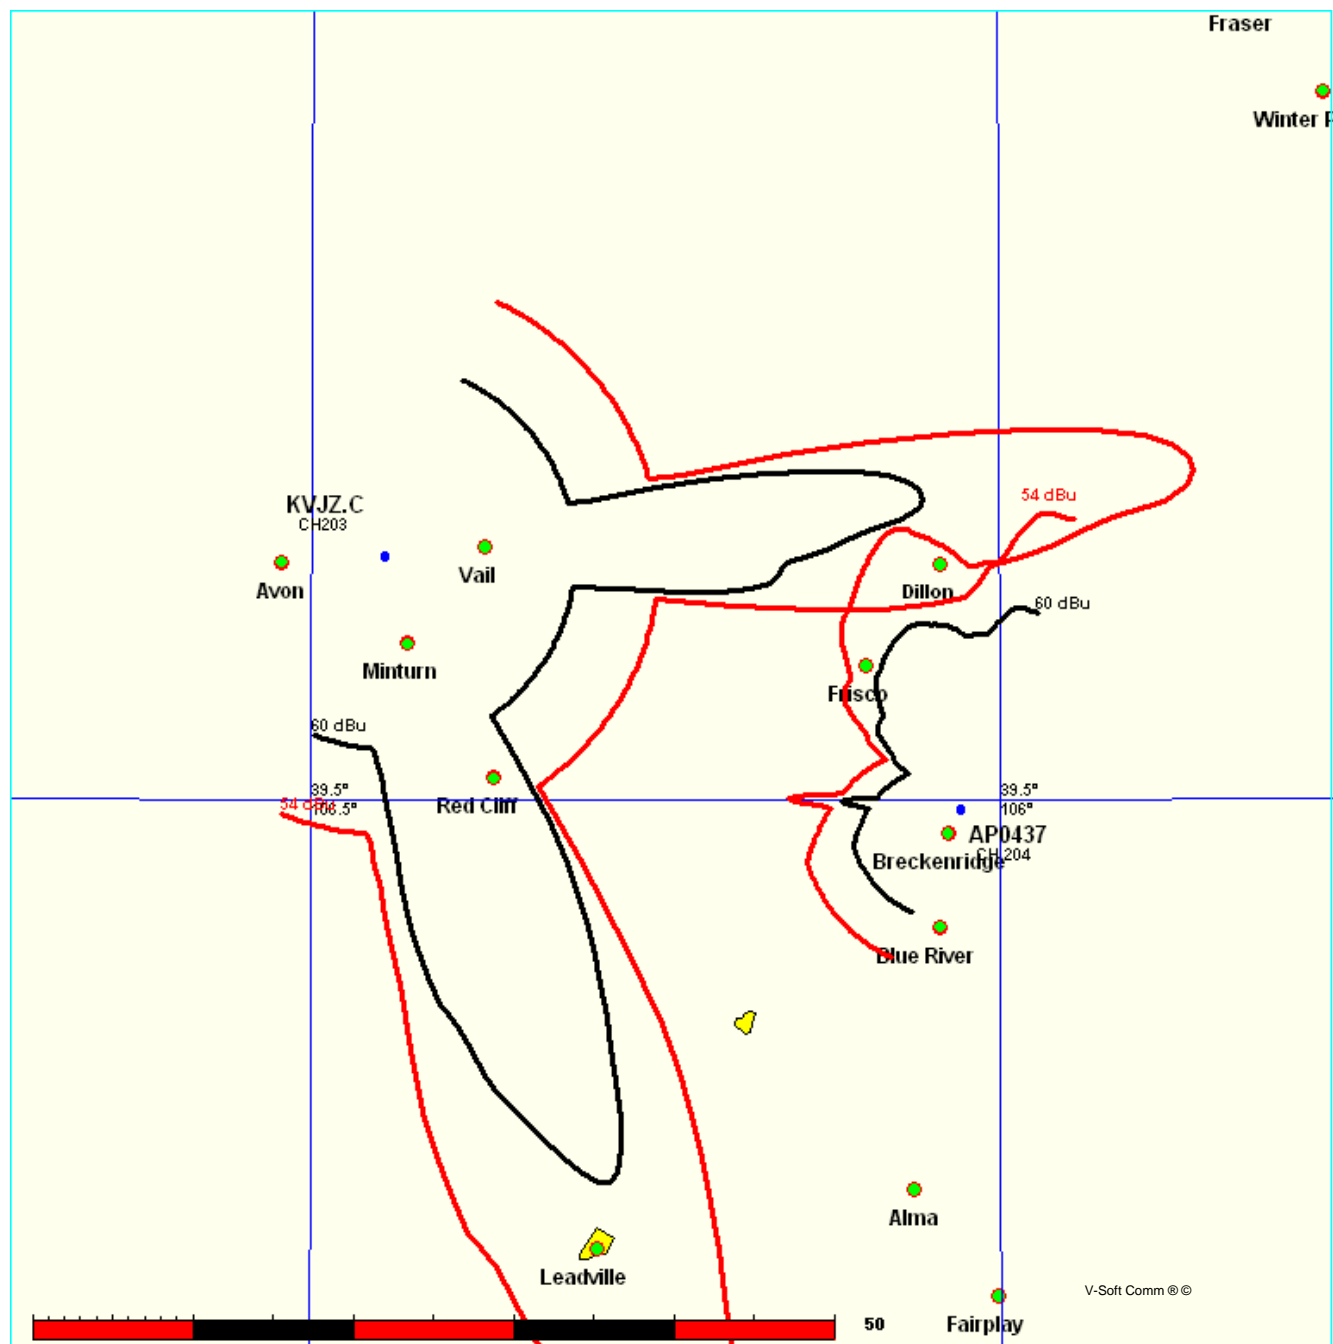 Fraser
Winter P
54 dBu
KVJZ.C
CH203
Vail
Avon
Dillon
60 dBu
Minturn
Frisco
60 dBu
39.5°
106.5°
39.5°
106°
54 dBu
Red Cliff
AP0437
CH 204
Breckenridge
Blue River
Alma
Leadville
V-Soft Comm ® ©
50
Fairplay